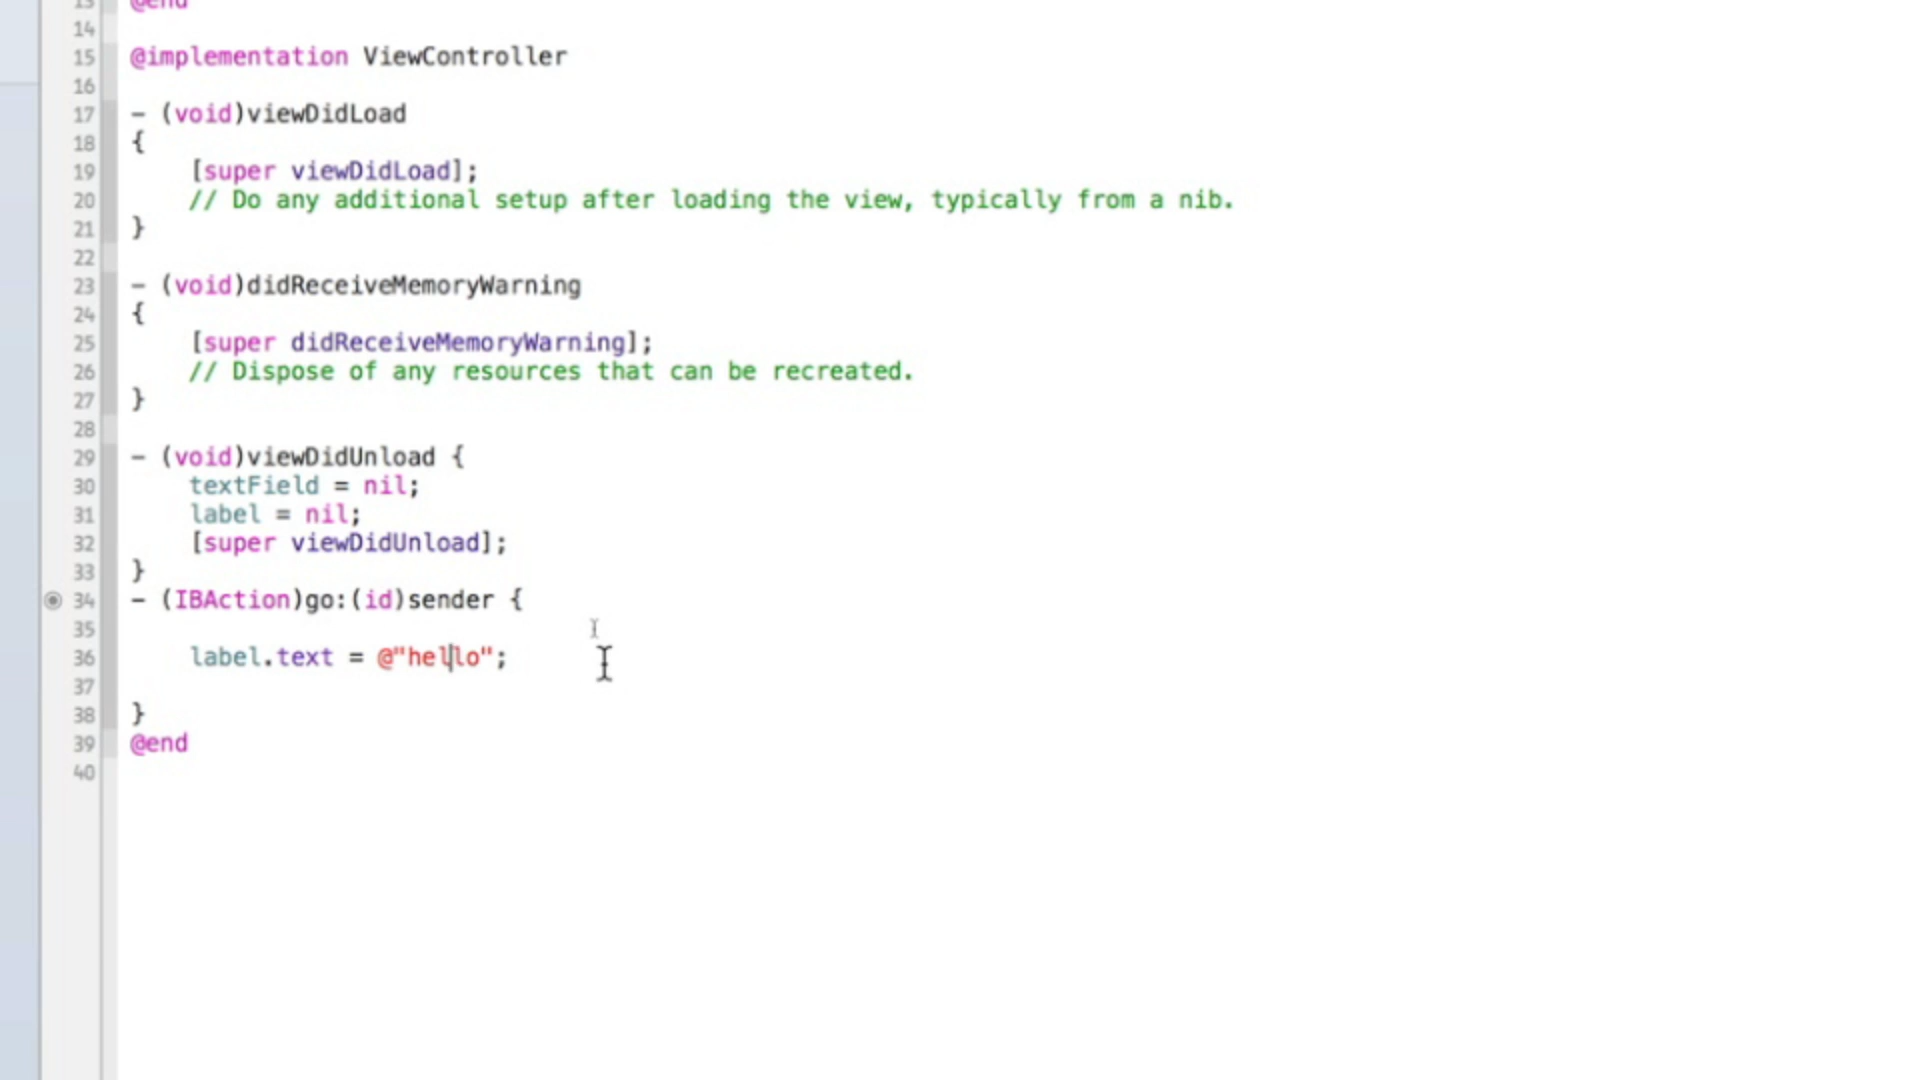 13 @end
14
15 @implementation ViewController
16
17 - (void)viewDidLoad
18 {
19 [super viewDidLoad];
20 // Do any additional setup after loading the view, typically from a nib.
21 }
22
23 - (void)didReceiveMemoryWarning
24 {
25 [super didReceiveMemoryWarning];
26 // Dispose of any resources that can be recreated.
27 }
28
29 - (void)viewDidUnload {
30 textField = nil;
31 label = nil;
32 [super viewDidUnload];
33 }
34 - (IBAction)go:(id)sender {
35
36 label.text = @"hello";
37
38 }
39 @end
40